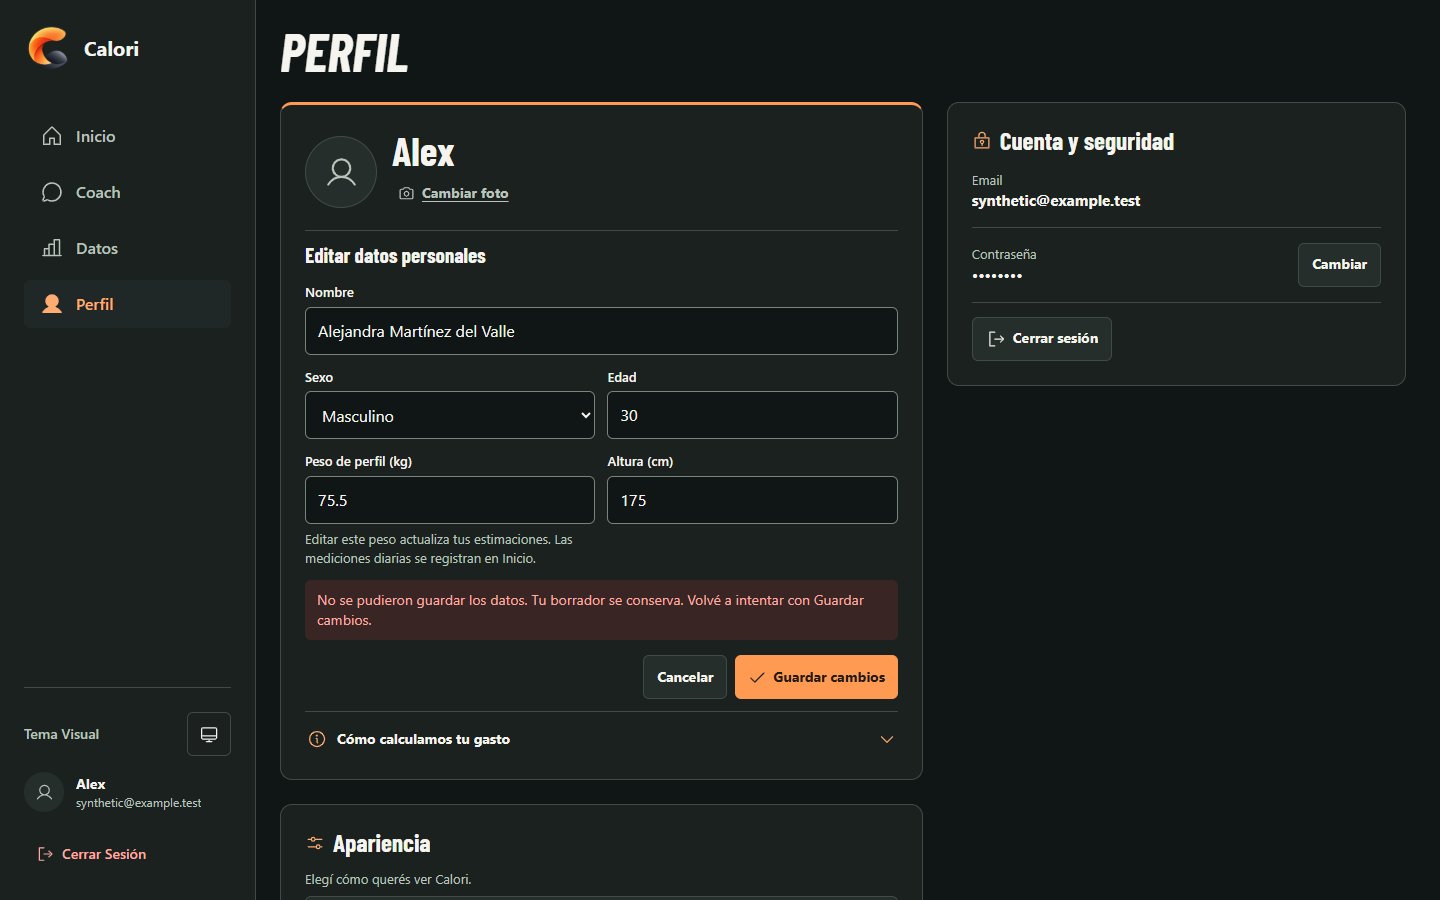 Calori
Inicio
Coach
Datos
Perfil
Tema Visual
Alex
synthetic@example.test
Cerrar Sesión
PERFIL
Alex
Cambiar foto
Editar datos personales
Nombre
Alejandra Martínez del Valle
Sexo
Edad
Masculino
30
Peso de perfil (kg)
Altura (cm)
75.5
175
Editar este peso actualiza tus estimaciones. Las
mediciones diarias se registran en Inicio.
No se pudieron guardar los datos. Tu borrador se conserva. Volvé a intentar con Guardar
cambios.
Cancelar
Guardar cambios
Cómo calculamos tu gasto
Apariencia
Elegí cómo querés ver Calori.
Cuenta y seguridad
Email
synthetic@example.test
Contraseña
••••••••
Cambiar
Cerrar sesión